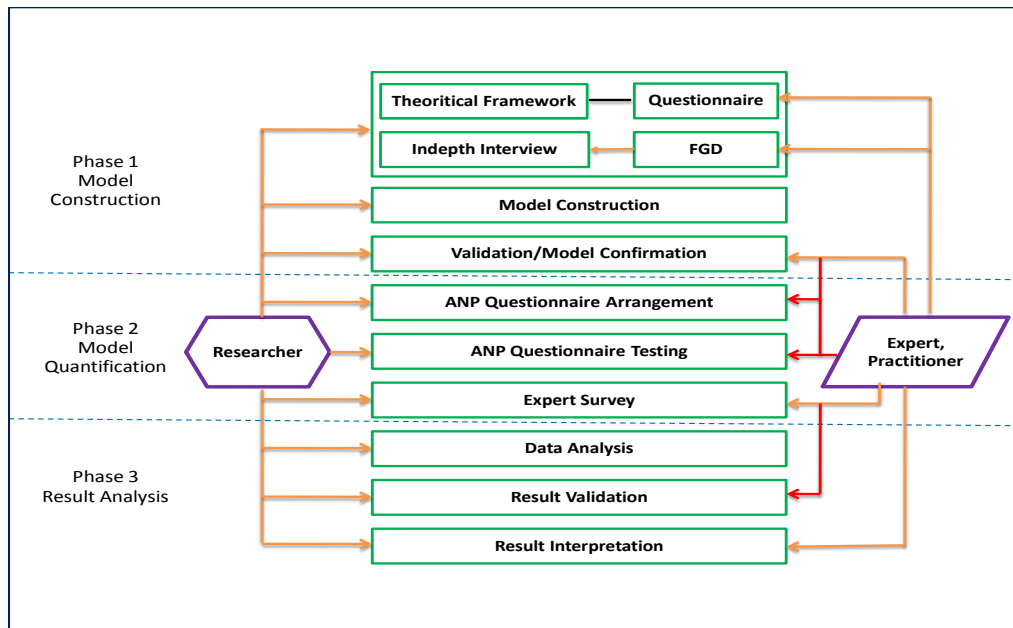 Theoritical Framework
Questionnaire
Indepth Interview
FGD
Phase 1
Model
Construction
Model Construction
Validation/Model Confirmation
ANP Questionnaire Arrangement
Phase 2
Model
Quantification
Researcher
ANP Questionnaire Testing
Expert,
Practitioner
Expert Survey
Data Analysis
Phase 3
Result Analysis
Result Validation
Result Interpretation